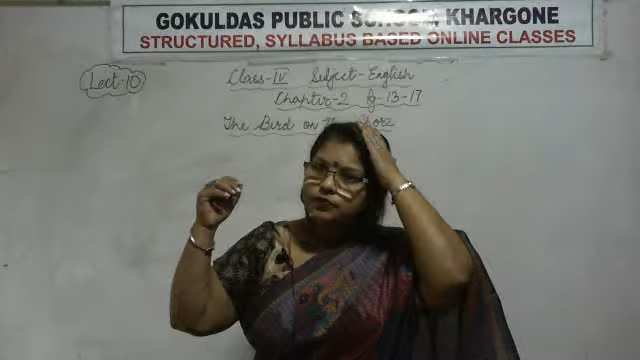 GOKULDAS PUBLIC SCHOOL, KHARGONE
STRUCTURED, SYLLABUS BASED ONLINE CLASSES
Lect-10
Class-IV Subject-English
Chapter-2 Pg-13-17
The Bird on